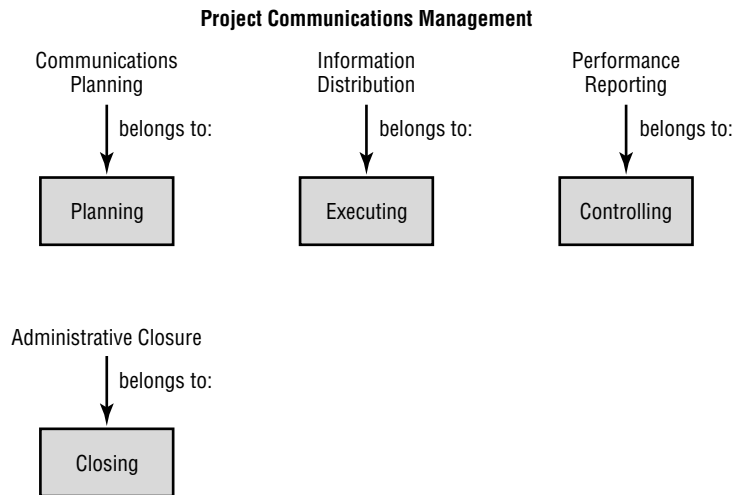 Project Communications Management
Communications
Planning
belongs to:
Planning
Information
Distribution
belongs to:
Executing
Performance
Reporting
belongs to:
Controlling
Administrative Closure
belongs to:
Closing